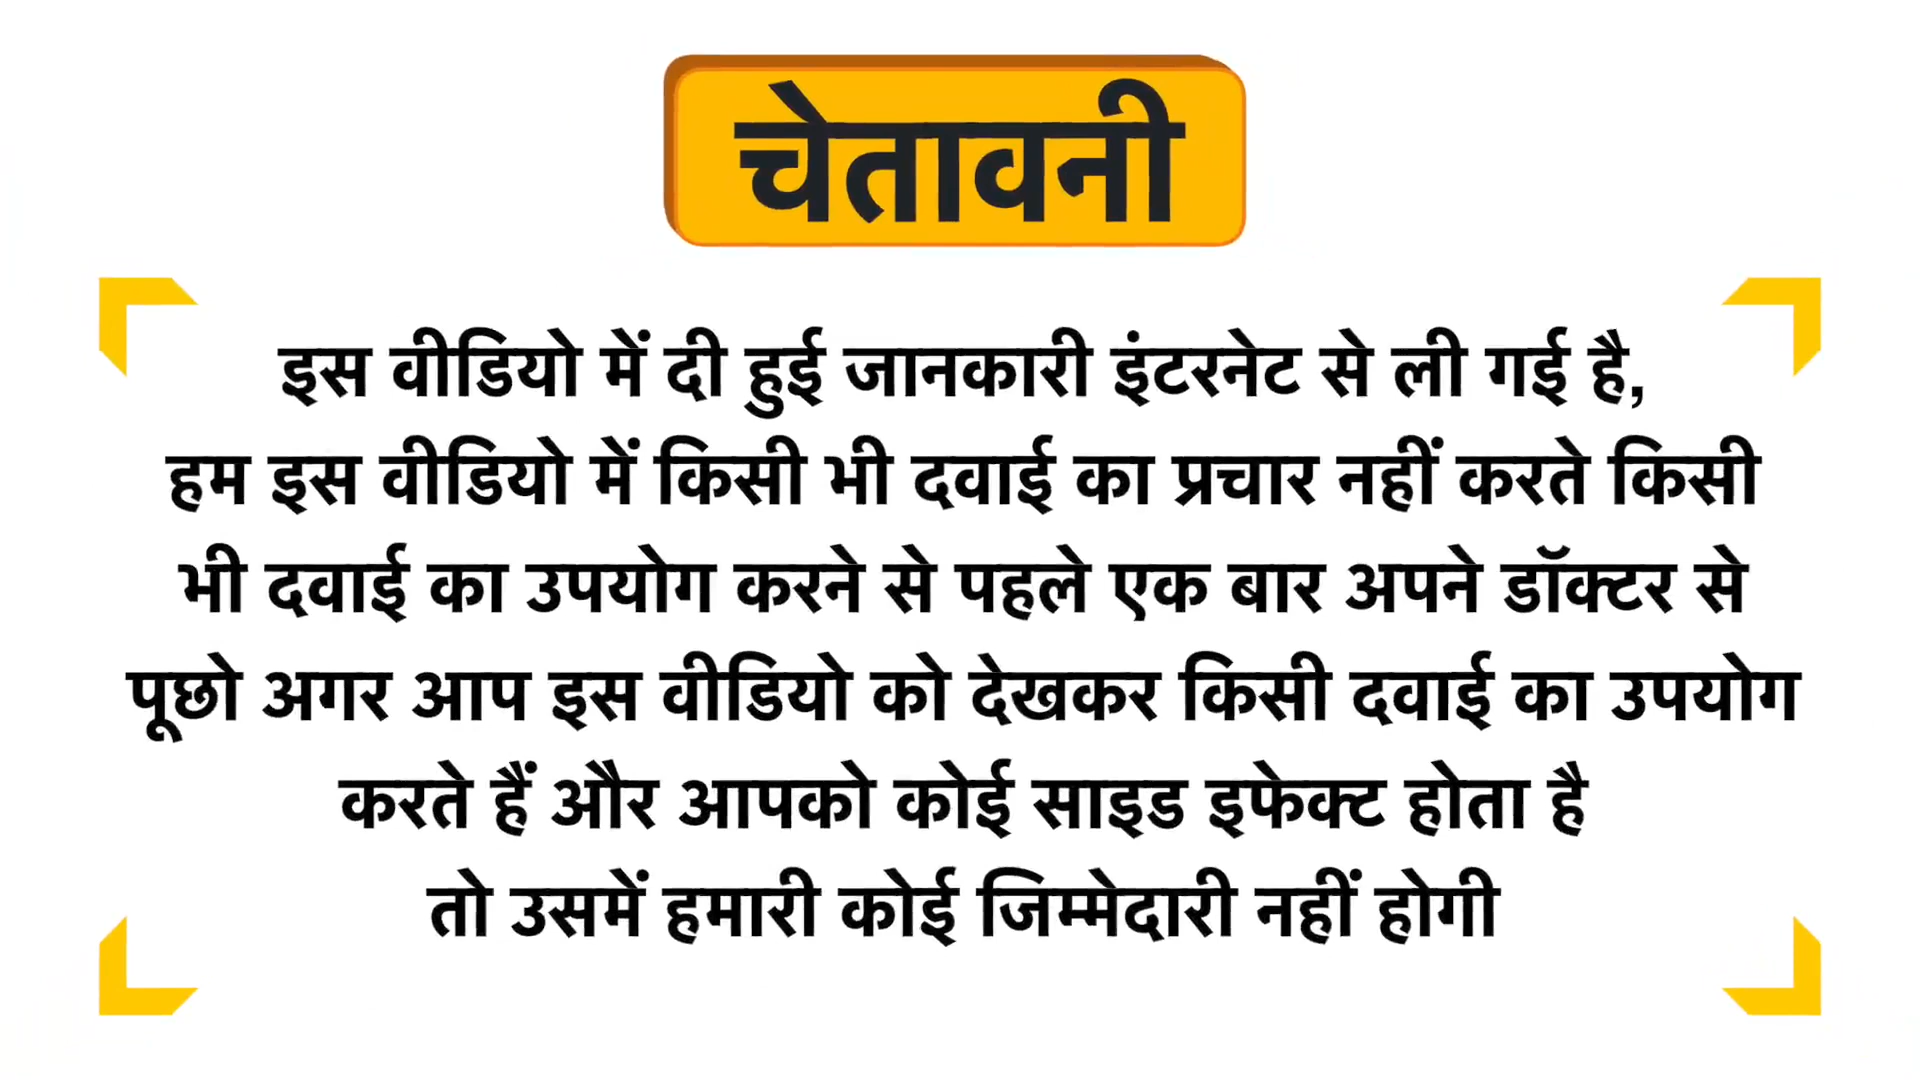 चेतावनी
इस वीडियो में दी हुई जानकारी इंटरनेट से ली गई है,
हम इस वीडियो में किसी भी दवाई का प्रचार नहीं करते किसी
भी दवाई का उपयोग करने से पहले एक बार अपने डॉक्टर से
पूछो अगर आप इस वीडियो को देखकर किसी दवाई का उपयोग
करते हैं और आपको कोई साइड इफेक्ट होता है
तो उसमें हमारी कोई जिम्मेदारी नहीं होगी